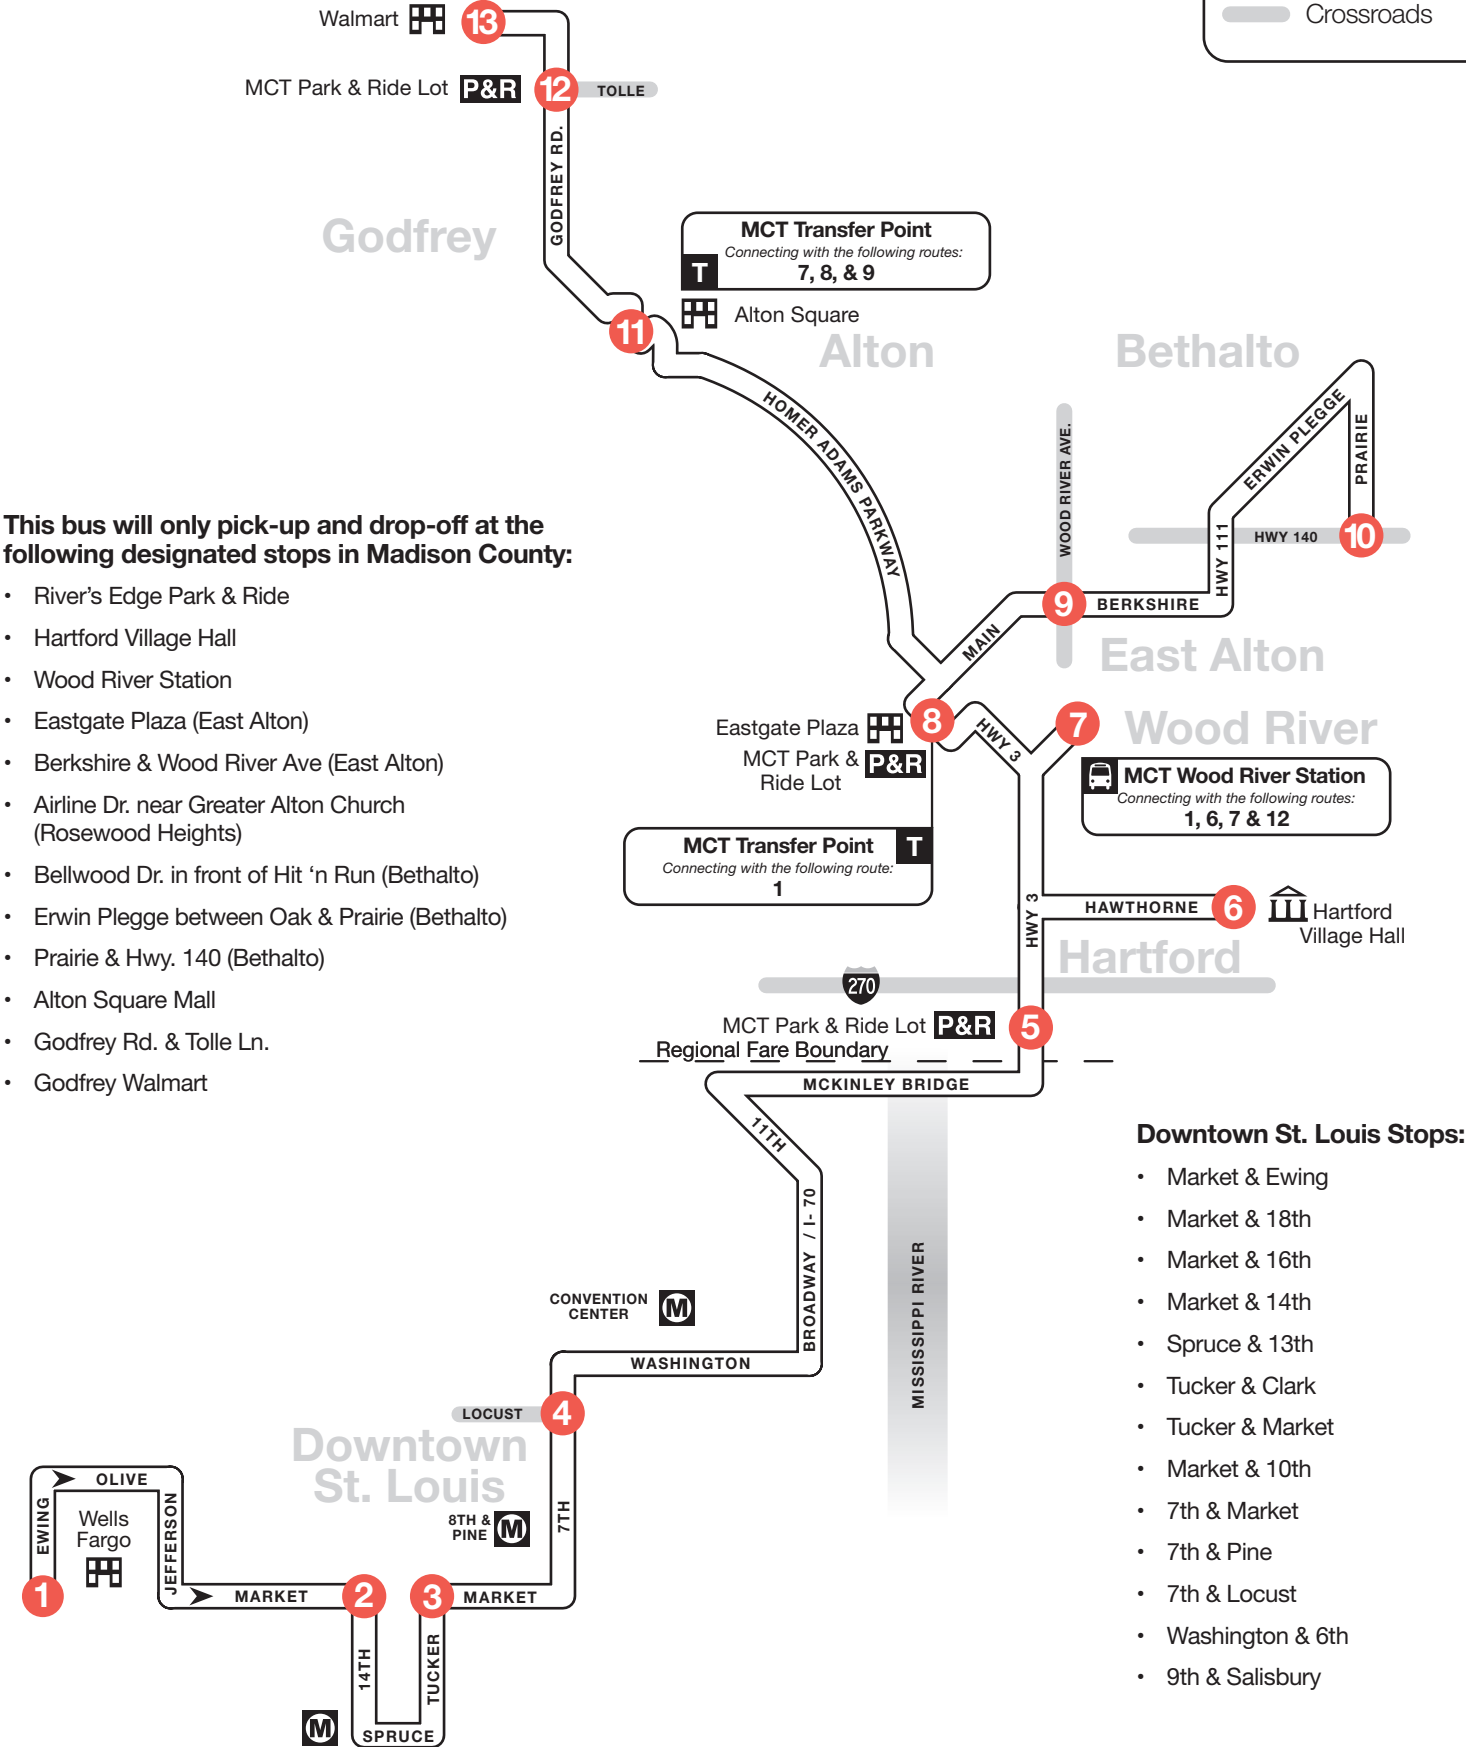 Crossroads
Walmart
13
MCT Park & Ride Lot P&R
12
TOLLE
GODFREY RD.
Godfrey
MCT Transfer Point
Connecting with the following routes:
T
7, 8, & 9
11
Alton Square
Alton
Bethalto
HOMER ADAMS PARKWAY
WOOD RIVER AVE.
ERWIN PLEGGE
PRAIRIE
HWY 111
HWY 140
10
9
BERKSHIRE
MAIN
East Alton
This bus will only pick-up and drop-off at the
following designated stops in Madison County:
• River's Edge Park & Ride
• Hartford Village Hall
• Wood River Station
• Eastgate Plaza (East Alton)
• Berkshire & Wood River Ave (East Alton)
• Airline Dr. near Greater Alton Church
(Rosewood Heights)
• Bellwood Dr. in front of Hit ‘n Run (Bethalto)
• Erwin Plegge between Oak & Prairie (Bethalto)
• Prairie & Hwy. 140 (Bethalto)
• Alton Square Mall
• Godfrey Rd. & Tolle Ln.
• Godfrey Walmart
Eastgate Plaza
8
MCT Park &
Ride Lot
P&R
HWY 3
7
Wood River
MCT Wood River Station
Connecting with the following routes:
1, 6, 7 & 12
MCT Transfer Point
T
Connecting with the following route:
1
HWY 3
HAWTHORNE
6
Hartford
Village Hall
Hartford
270
MCT Park & Ride Lot P&R
5
Regional Fare Boundary
MCKINLEY BRIDGE
11TH
BROADWAY / I- 70
MISSISSIPPI RIVER
CONVENTION
CENTER
M
WASHINGTON
LOCUST
4
Downtown
St. Louis
8TH &
PINE
M
7TH
OLIVE
EWING
Wells
Fargo
JEFFERSON
1
MARKET
2
3
MARKET
14TH
TUCKER
M
SPRUCE
Downtown St. Louis Stops:
• Market & Ewing
• Market & 18th
• Market & 16th
• Market & 14th
• Spruce & 13th
• Tucker & Clark
• Tucker & Market
• Market & 10th
• 7th & Market
• 7th & Pine
• 7th & Locust
• Washington & 6th
• 9th & Salisbury